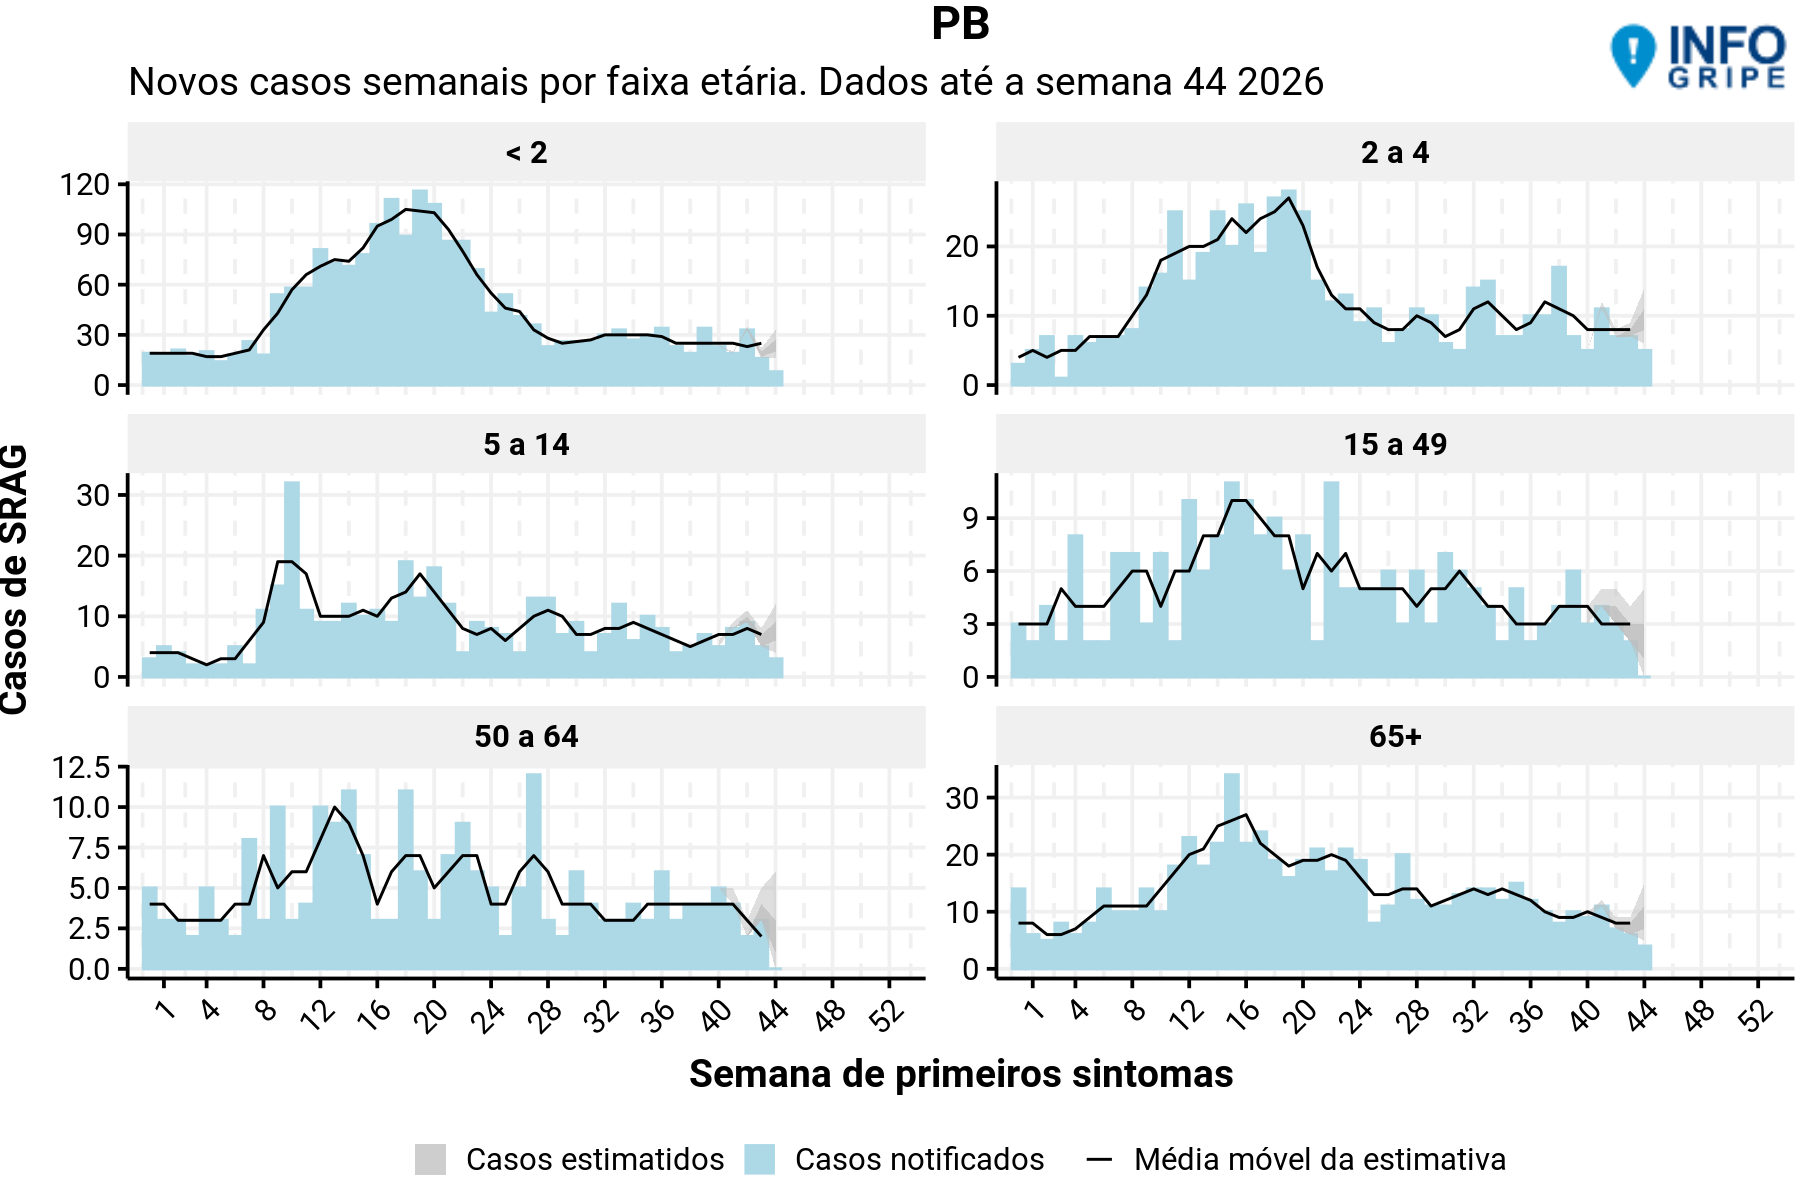 PB
INFO
GRIPE
Novos casos semanais por faixa etária. Dados até a semana 44 2026
< 2
2 a 4
120
90
60
30
0
20
10
0
5 a 14
15 a 49
30
20
10
0
9
6
3
0
50 a 64
65+
12.5
10.0
7.5
5.0
2.5
0.0
30
20
10
0
Casos de SRAG
1 4 8 12 16 20 24 28 32 36 40 44 48 52
1 4 8 12 16 20 24 28 32 36 40 44 48 52
Semana de primeiros sintomas
Casos estimatidos Casos notificados Média móvel da estimativa